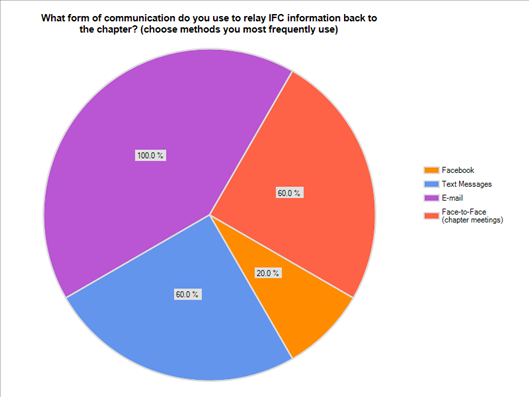 What form of communication do you use to relay IFC information back to
the chapter? (choose methods you most frequently use)
100.0 %
60.0 %
20.0 %
60.0 %
Facebook
Text Messages
E-mail
Face-to-Face
(chapter meetings)